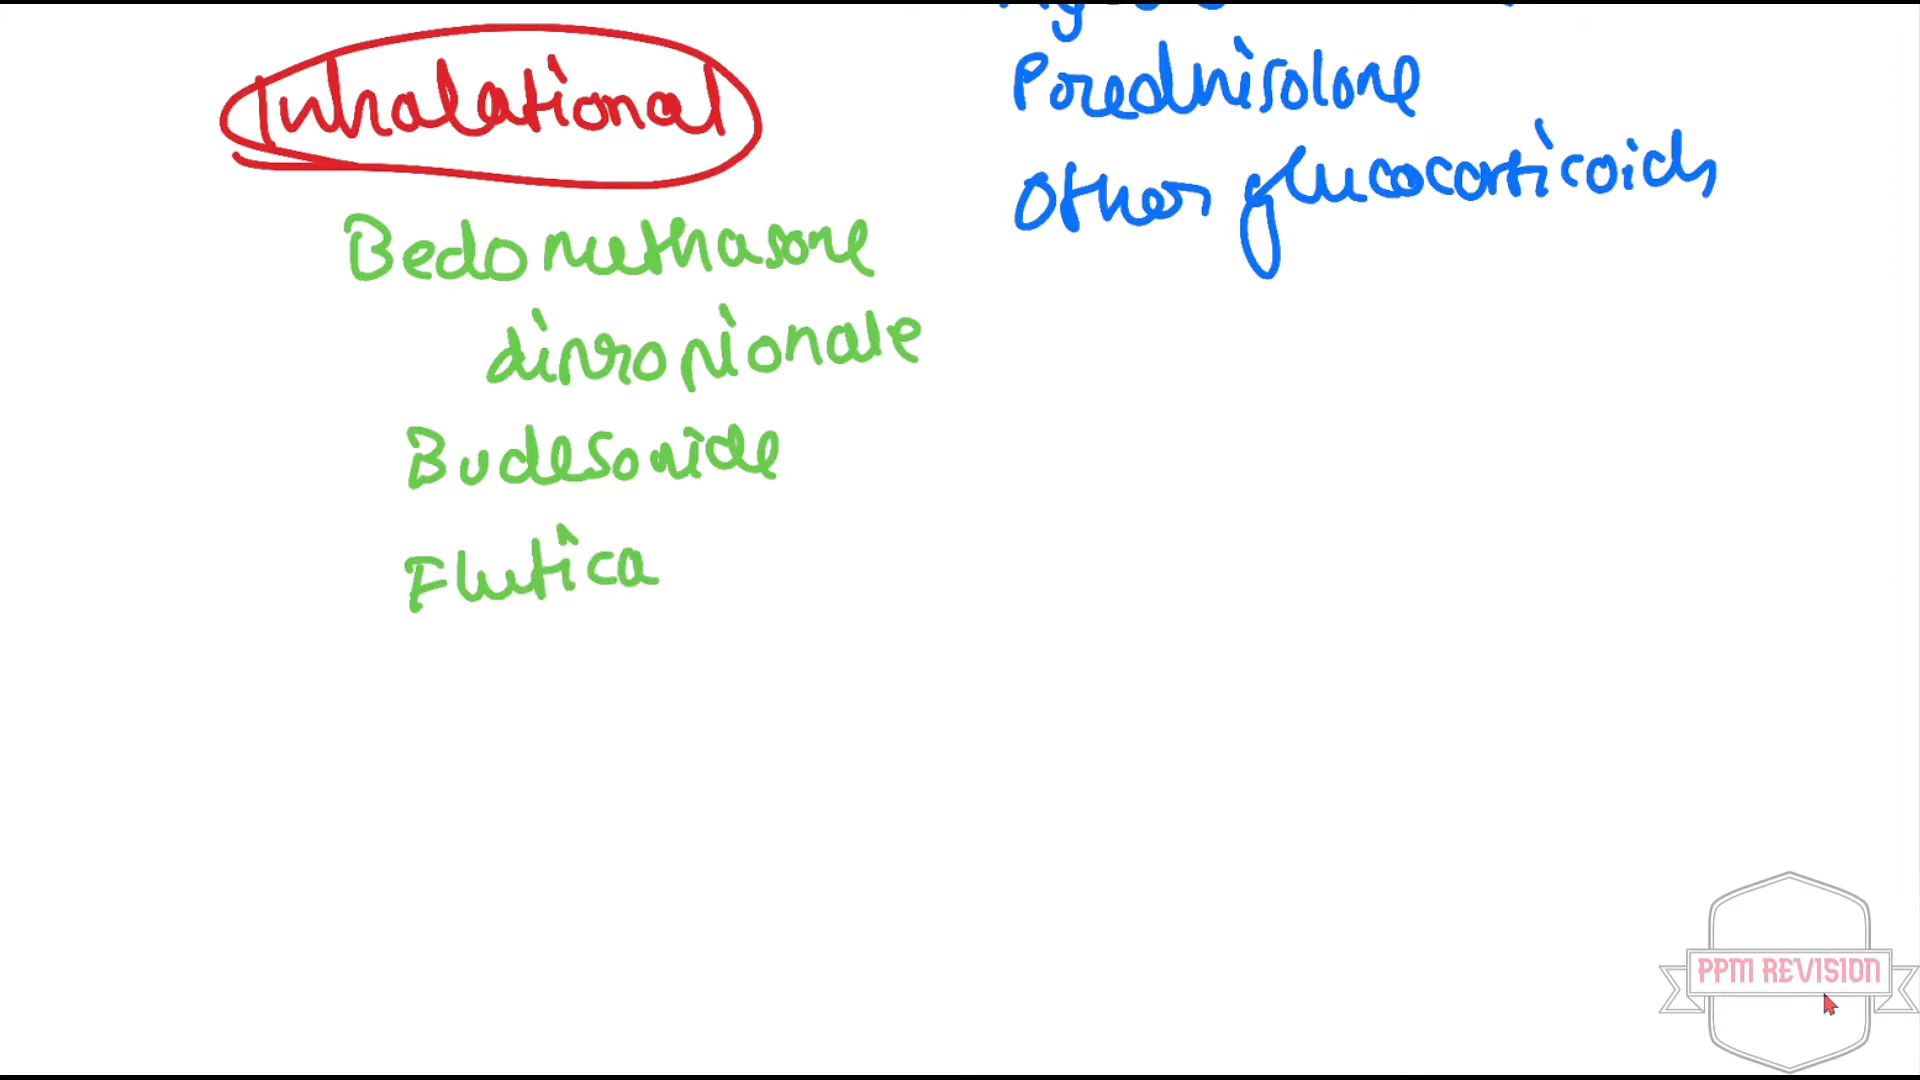 Inhalational
Beclomethasone
dipropionate
Budesonide
Flutica
Prednisolone
Other glucocorticoids
PPM REVISION